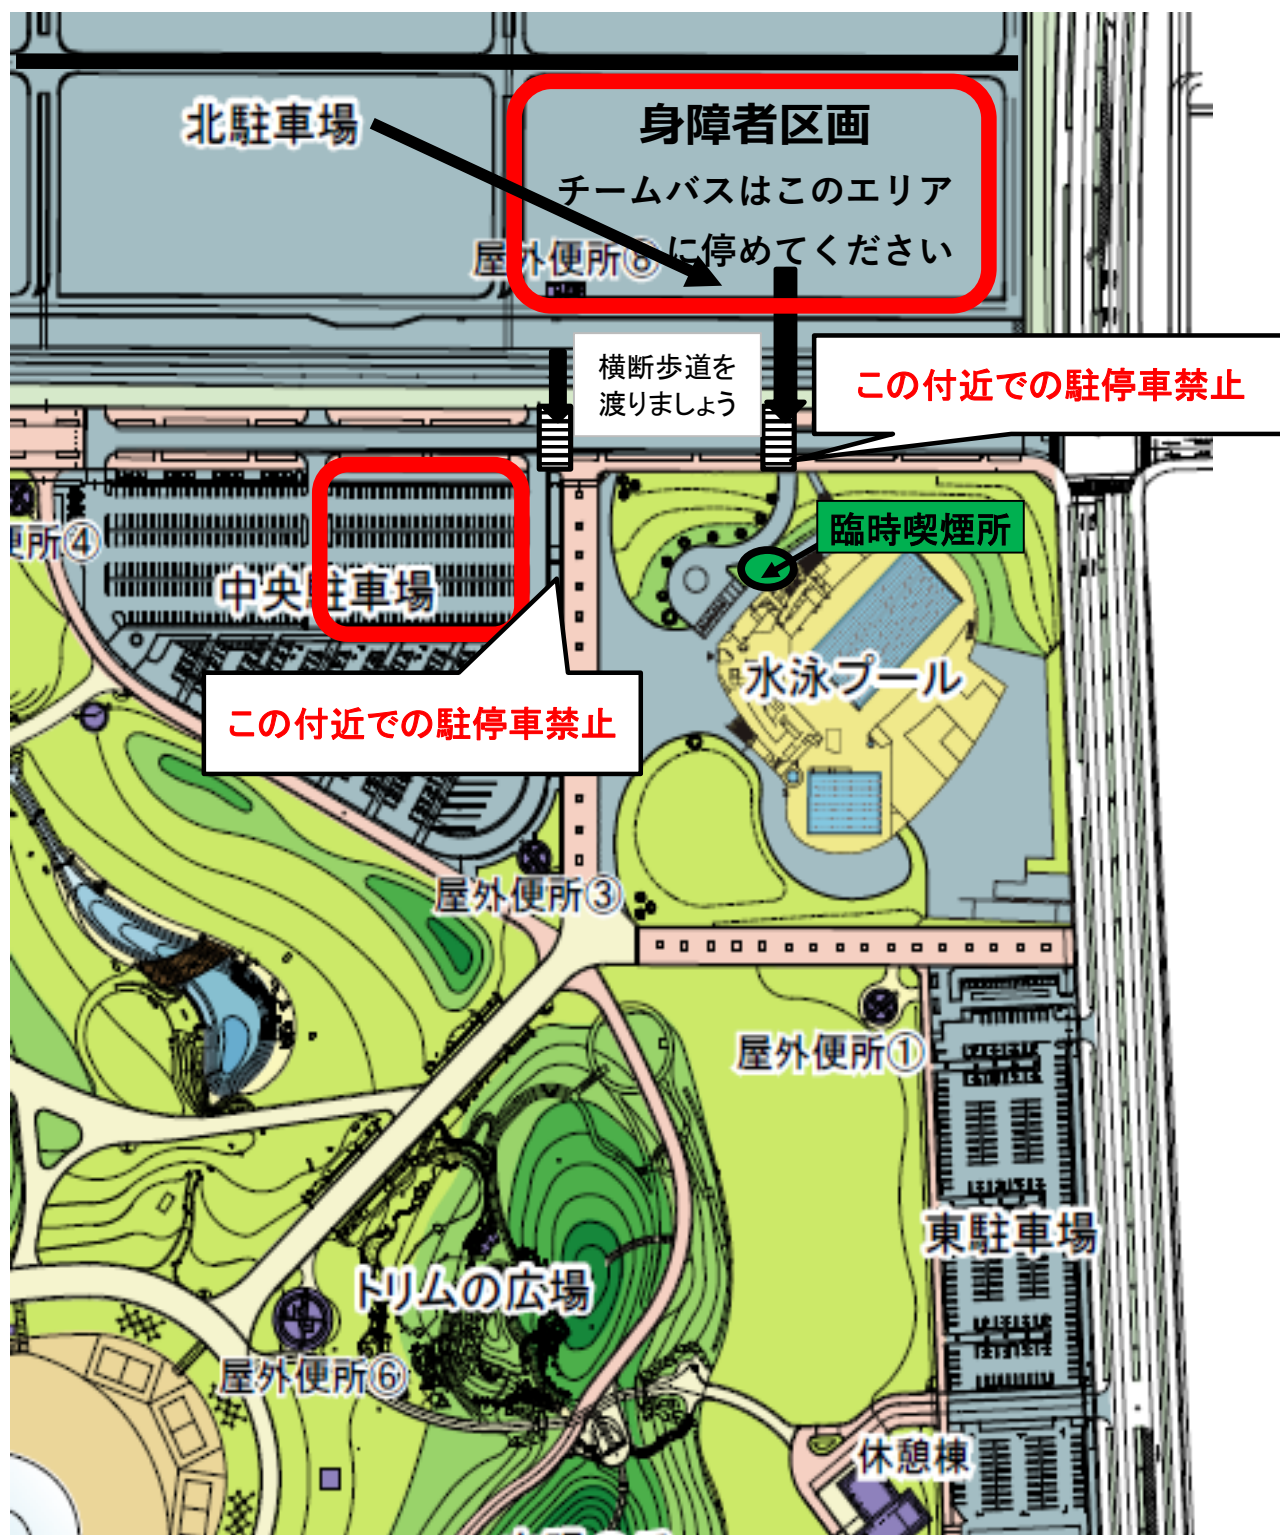 北駐車場
身障者区画
チームバスはこのエリア
に停めてください
屋外便所⑧
横断歩道を
渡りましょう
この付近での駐停車禁止
臨時喫煙所
便所④
中央駐車場
水泳プール
この付近での駐停車禁止
屋外便所③
屋外便所①
東駐車場
トリムの広場
屋外便所⑥
休憩棟